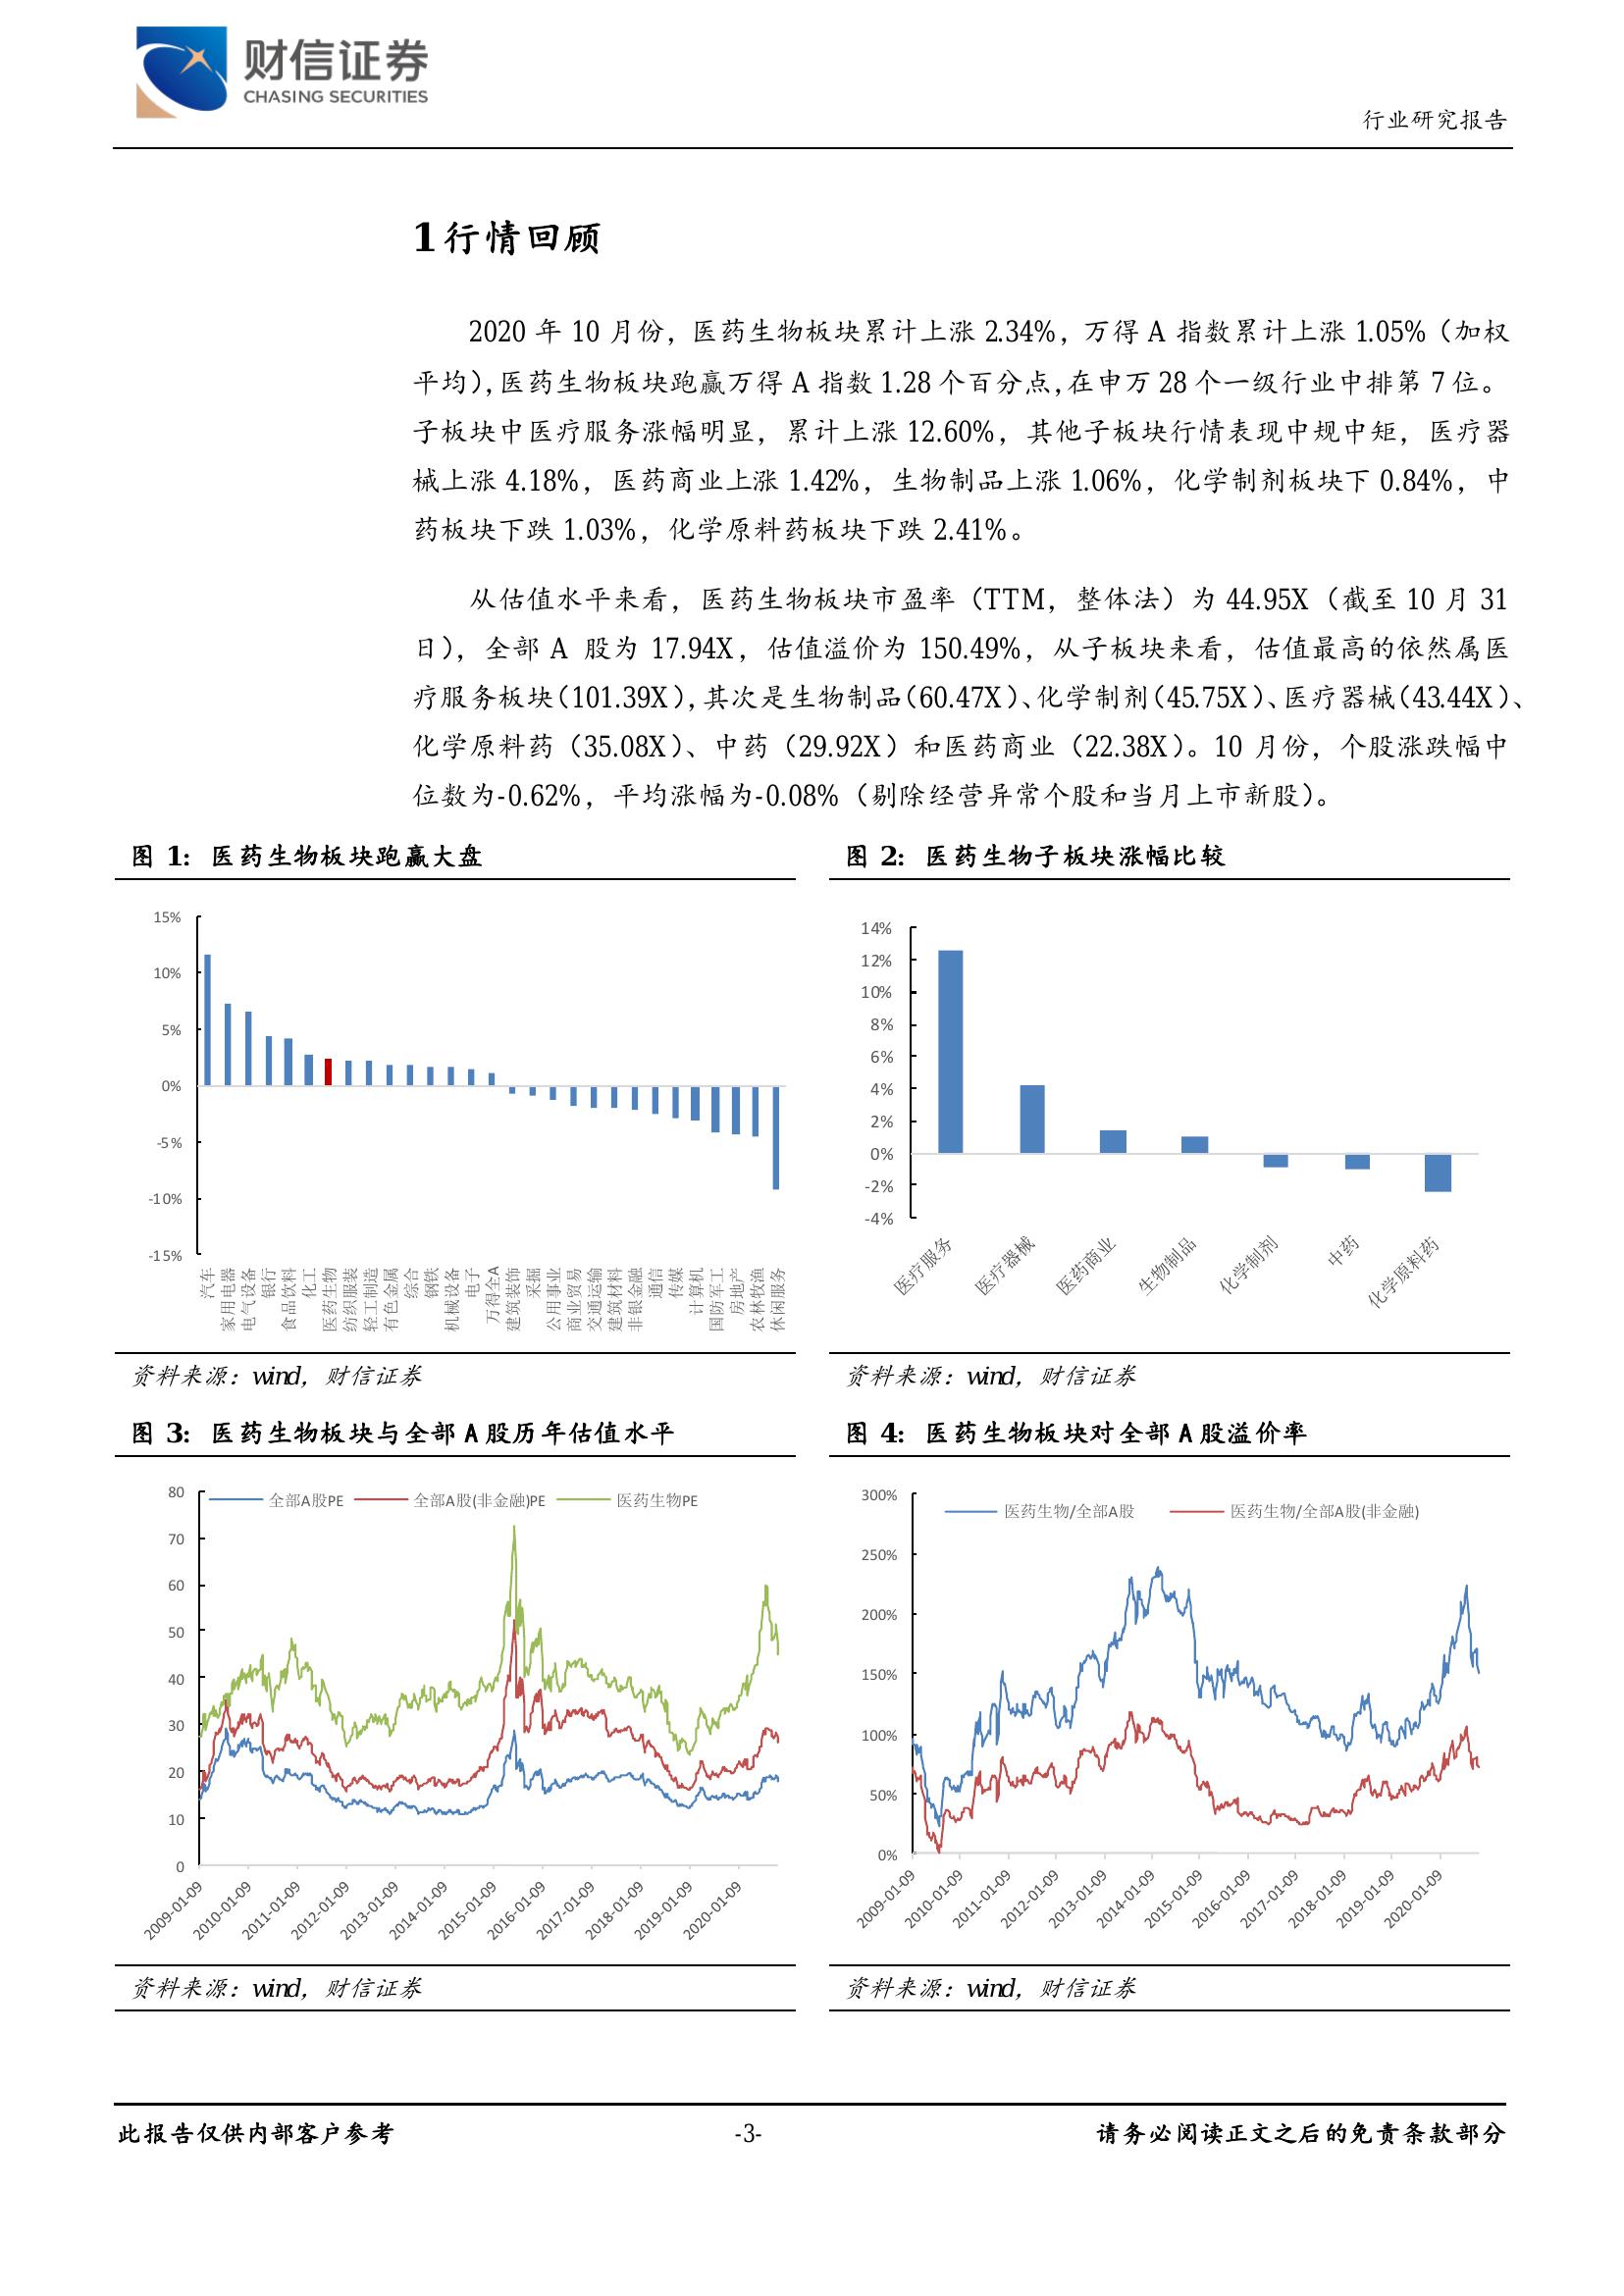 财信证券
CHASING SECURITIES
行业研究报告
1行情回顾
2020 年 10 月份，医药生物板块累计上涨 2.34%，万得 A 指数累计上涨 1.05%（加权
平均），医药生物板块跑赢万得 A 指数 1.28 个百分点，在申万 28 个一级行业中排第 7 位。
子板块中医疗服务涨幅明显，累计上涨 12.60%，其他子板块行情表现中规中矩，医疗器
械上涨 4.18%，医药商业上涨 1.42%，生物制品上涨 1.06%，化学制剂板块下 0.84%，中
药板块下跌 1.03%，化学原料药板块下跌 2.41%。
从估值水平来看，医药生物板块市盈率（TTM，整体法）为 44.95X（截至 10 月 31
日），全部 A 股为 17.94X，估值溢价为 150.49%，从子板块来看，估值最高的依然属医
疗服务板块（101.39X），其次是生物制品（60.47X）、化学制剂（45.75X）、医疗器械（43.44X）、
化学原料药（35.08X）、中药（29.92X）和医药商业（22.38X）。10 月份，个股涨跌幅中
位数为-0.62%，平均涨幅为-0.08%（剔除经营异常个股和当月上市新股）。
图 1：医药生物板块跑赢大盘
15%
10%
5%
0%
-5%
-10%
-15%
汽车
家用电器
电气设备
银行
食品饮料
化工
医药生物
纺织服装
轻工制造
有色金属
综合
钢铁
机械设备
电子
万得全A
建筑装饰
采掘
公用事业
商业贸易
交通运输
建筑材料
非银金融
通信
传媒
计算机
国防军工
房地产
农林牧渔
休闲服务
资料来源：wind，财信证券
图 2：医药生物子板块涨幅比较
14%
12%
10%
8%
6%
4%
2%
0%
-2%
-4%
医疗服务
医疗器械
医药商业
生物制品
化学制剂
中药
化学原料药
资料来源：wind，财信证券
图 3：医药生物板块与全部 A 股历年估值水平
全部A股PE
全部A股(非金融)PE
医药生物PE
80
70
60
50
40
30
20
10
0
2009-01-09
2010-01-09
2011-01-09
2012-01-09
2013-01-09
2014-01-09
2015-01-09
2016-01-09
2017-01-09
2018-01-09
2019-01-09
2020-01-09
资料来源：wind，财信证券
图 4：医药生物板块对全部 A 股溢价率
医药生物/全部A股
医药生物/全部A股(非金融)
300%
250%
200%
150%
100%
50%
0%
2009-01-09
2010-01-09
2011-01-09
2012-01-09
2013-01-09
2014-01-09
2015-01-09
2016-01-09
2017-01-09
2018-01-09
2019-01-09
2020-01-09
资料来源：wind，财信证券
此报告仅供内部客户参考
-3-
请务必阅读正文之后的免责条款部分